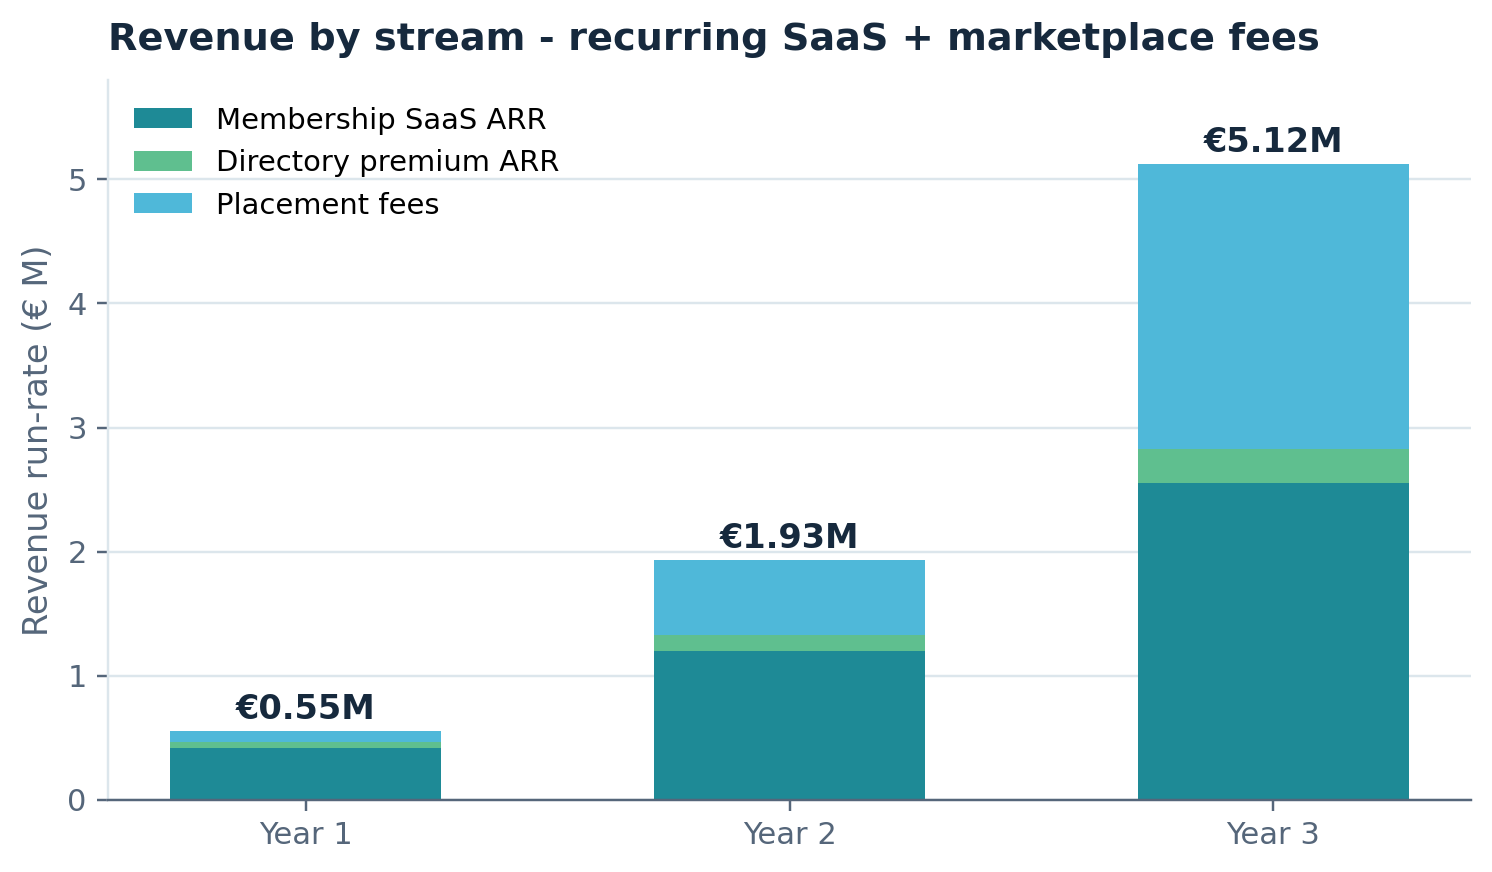 Revenue by stream - recurring SaaS + marketplace fees
Membership SaaS ARR
Directory premium ARR
Placement fees
Revenue run-rate (€ M)
5
4
3
2
1
0
€0.55M
€1.93M
€5.12M
Year 1
Year 2
Year 3